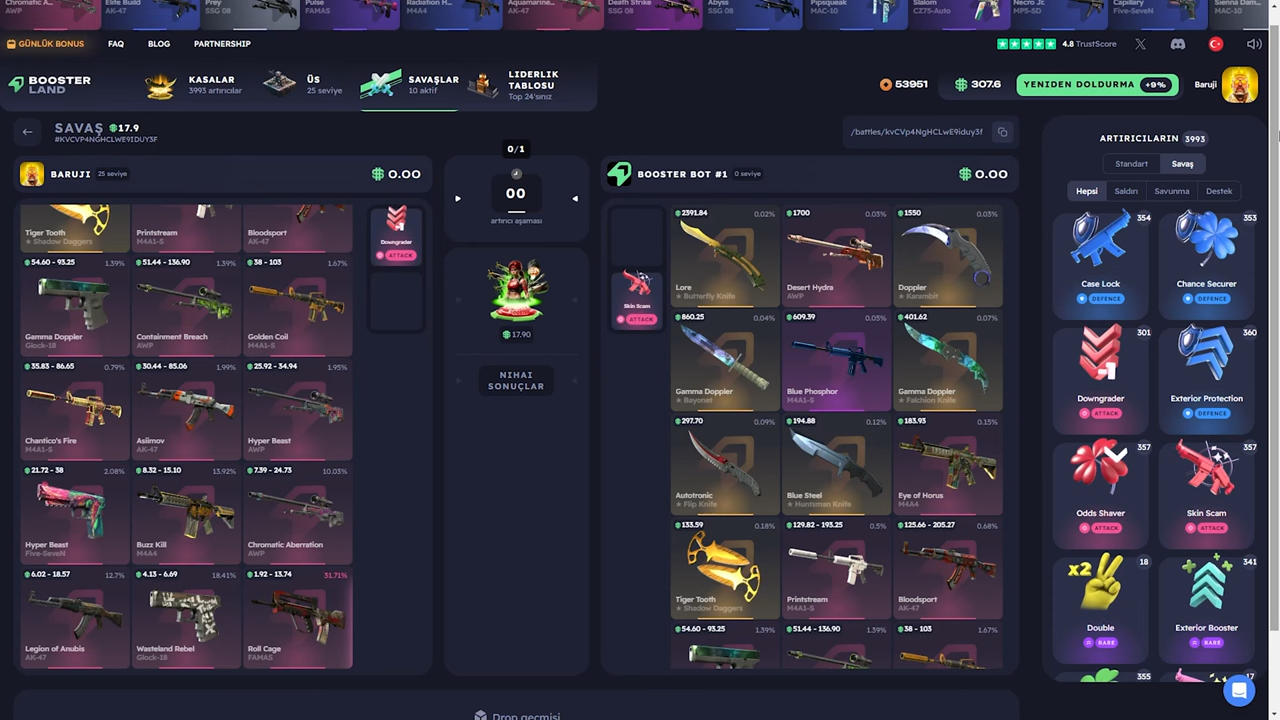 Chromatic A...
AWP
Elite Build
AK-47
Prey
SSG 08
Pulse
FAMAS
Radiation H...
M4A4
Aquamarine...
AK-47
Death Strike
SSG 08
Abyss
SSG 08
Pipsqueak
MAC-10
Slalom
CZ75-Auto
Necro Jr.
MP5-SD
Capillary
Five-SeveN
Sienna Dam...
MAC-10
GÜNLÜK BONUS
FAQ
BLOG
PARTNERSHIP
4.8 TrustScore
BOOSTER
LAND
KASALAR
3993 artırıcılar
0s
25 seviye
SAVAŞLAR
10 aktif
LIDERLIK
TABLOSU
Top 24'sınız
53951
307.6
YENIDEN DOLDURMA +9%
Baruji
SAVAŞ 17.9
#KVCVP4NGHCLWE9IDUY3F
/battles/kvCVp4NgHCLwE9iduy3f
BARUJI 25 seviye
0.00
0/1
00
artırıcı aşaması
17.90
NIHAI
SONUÇLAR
BOOSTER BOT #1 0 seviye
0.00
Tiger Tooth
★ Shadow Daggers
Printstream
M4A1-S
Bloodsport
AK-47
54.60 - 93.25 1.39%
Gamma Doppler
Glock-18
51.44 - 136.90 1.39%
Containment Breach
AWP
38 - 103 1.67%
Golden Coil
M4A1-S
35.83 - 86.65 0.79%
Chantico's Fire
M4A1-S
30.44 - 85.06 1.99%
Asiimov
AK-47
25.92 - 34.94 1.95%
Hyper Beast
AWP
21.72 - 38 2.08%
Hyper Beast
Five-SeveN
8.32 - 15.10 13.92%
Buzz Kill
M4A4
7.39 - 24.73 10.03%
Chromatic Aberration
AWP
6.02 - 18.57 12.7%
Legion of Anubis
AK-47
4.13 - 6.69 18.41%
Wasteland Rebel
Glock-18
1.92 - 13.74 31.71%
Roll Cage
FAMAS
Downgrader
ATTACK
Skin Scam
ATTACK
2391.84 0.02%
Lore
★ Butterfly Knife
1700 0.03%
Desert Hydra
AWP
1550 0.03%
Doppler
★ Karambit
860.25 0.04%
Gamma Doppler
★ Bayonet
609.39 0.05%
Blue Phosphor
M4A1-S
401.62 0.07%
Gamma Doppler
★ Falchion Knife
297.70 0.09%
Autotronic
★ Flip Knife
194.88 0.12%
Blue Steel
★ Huntsman Knife
183.93 0.15%
Eye of Horus
M4A4
133.59 0.18%
Tiger Tooth
★ Shadow Daggers
129.82 - 193.25 0.5%
Printstream
M4A1-S
125.66 - 205.27 0.68%
Bloodsport
AK-47
54.60 - 93.25 1.39%
51.44 - 136.90 1.39%
38 - 103 1.67%
ARTIRICILARIN 3993
Standart
Savaş
Hepsi
Saldırı
Savunma
Destek
354
Case Lock
DEFENCE
353
Chance Securer
DEFENCE
301
Downgrader
ATTACK
360
Exterior Protection
DEFENCE
357
Odds Shaver
ATTACK
357
Skin Scam
ATTACK
18
x2
Double
RARE
341
Exterior Booster
RARE
355
17
Drop geçmişi